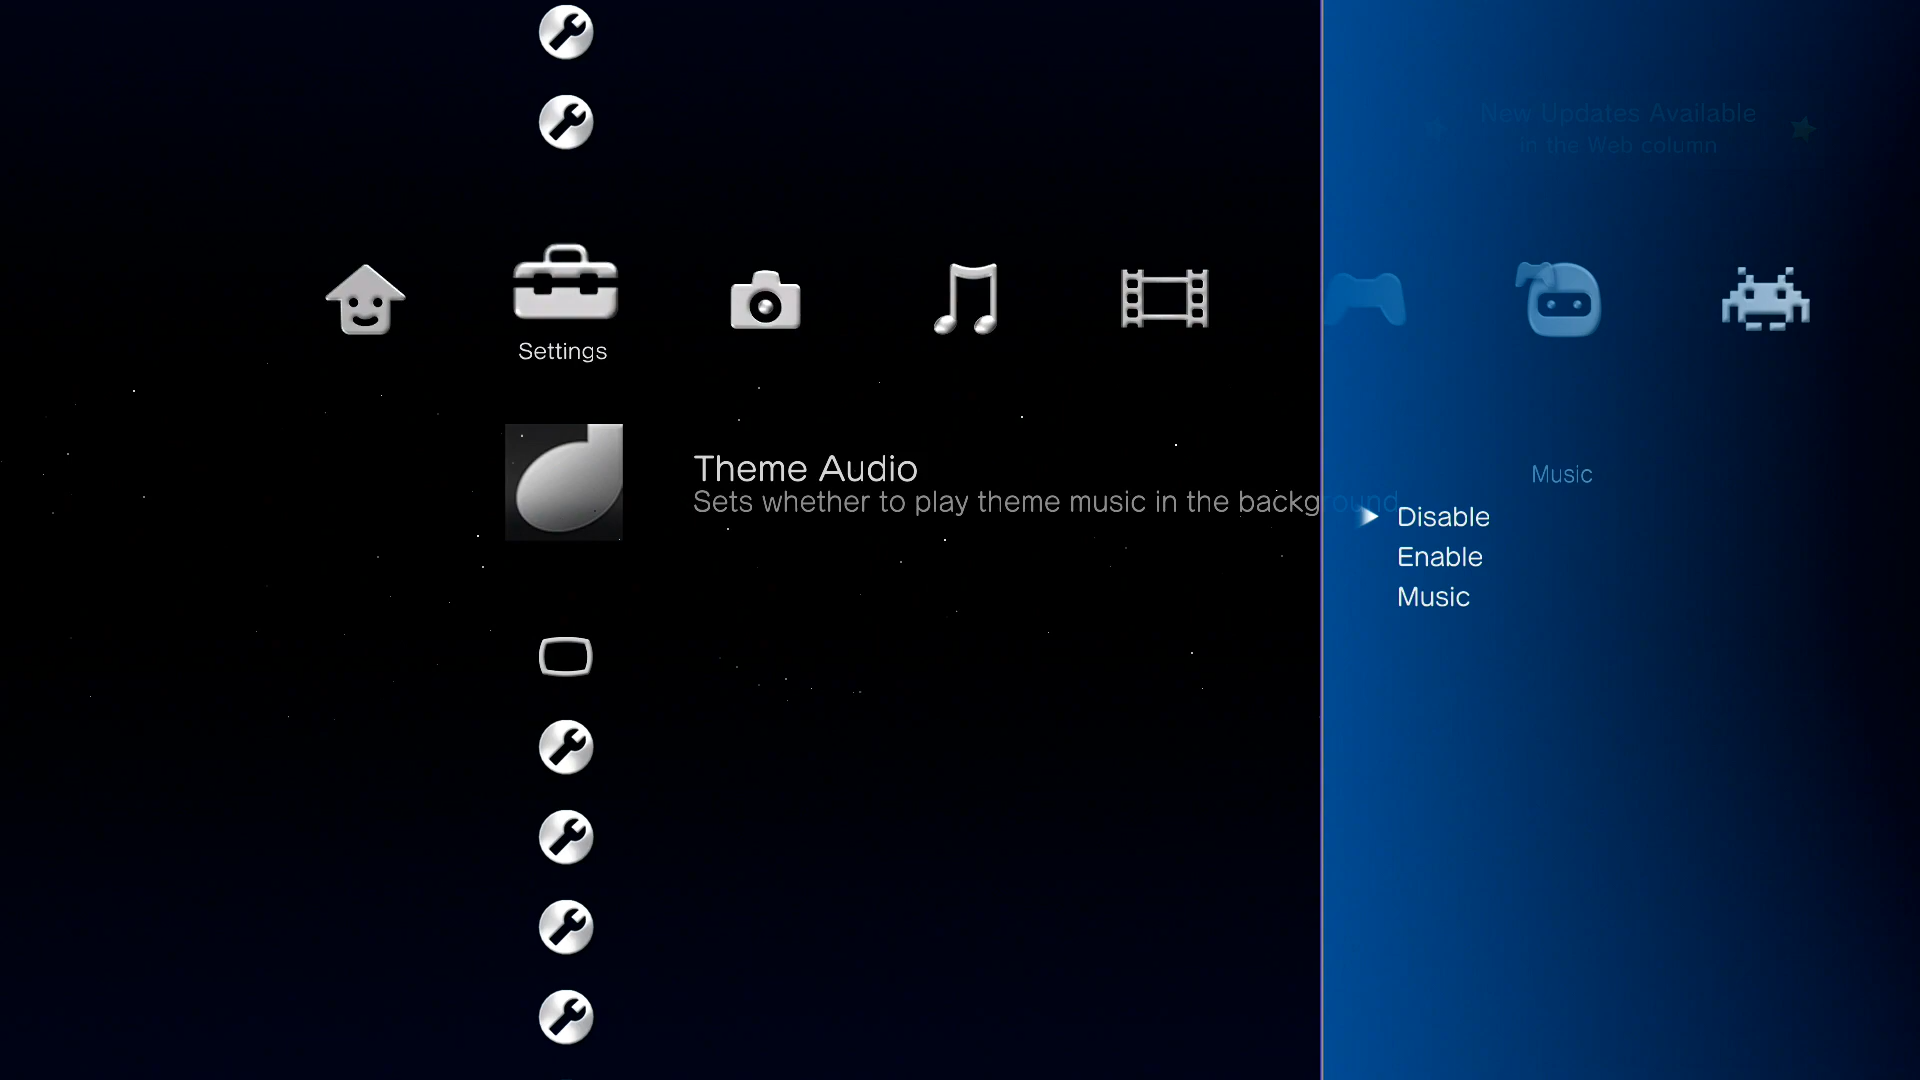 New Updates Available
in the Web column
Settings
Theme Audio
Sets whether to play theme music in the background
Music
Disable
Enable
Music